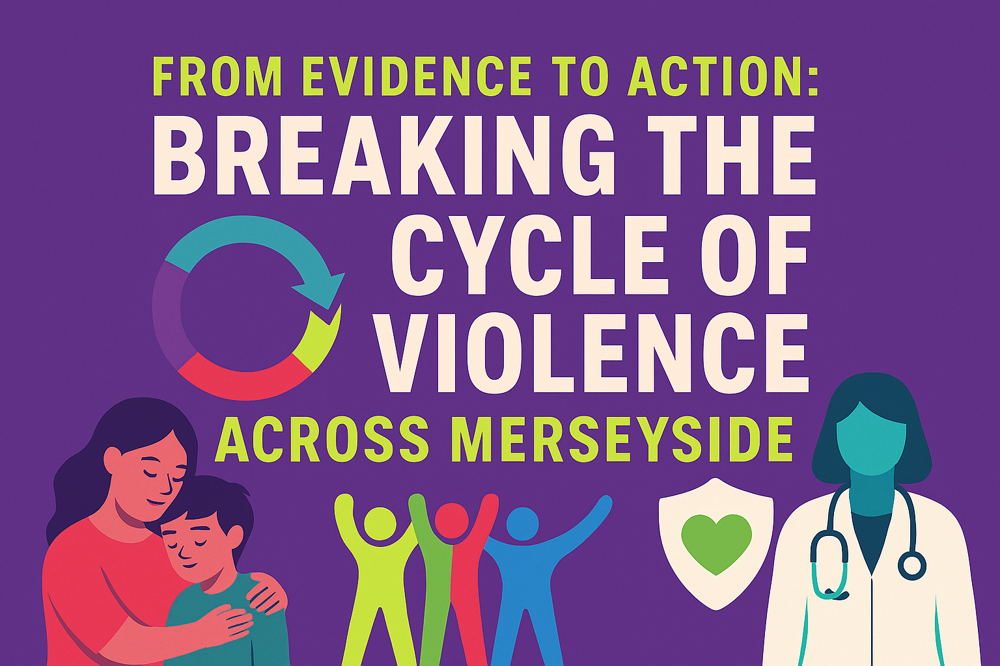 FROM EVIDENCE TO ACTION:
BREAKING THE
CYCLE OF
VIOLENCE
ACROSS MERSEYSIDE